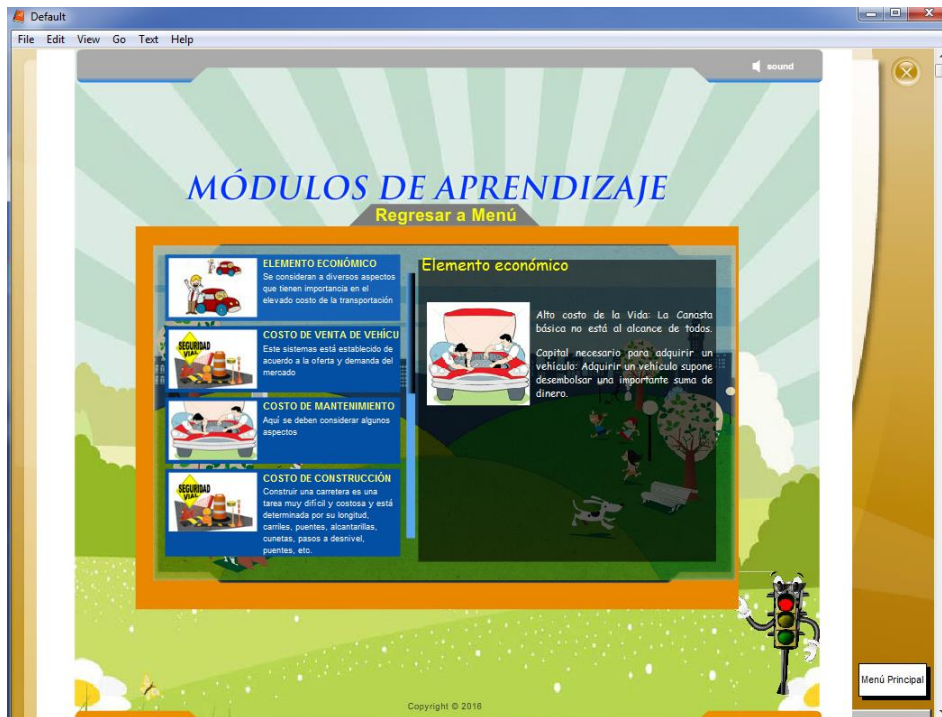 Default
File Edit View Go Text Help
sound
MÓDULOS DE APRENDIZAJE
Regresar a Menú
ELEMENTO ECONÓMICO
Se consideran a diversos aspectos
que tienen importancia en el
elevado costo de la transportación
SEGURIDAD
VIAL
COSTO DE VENTA DE VEHÍCU
Este sistemas está establecido de
acuerdo a la oferta y demanda del
mercado
COSTO DE MANTENIMIENTO
Aquí se deben considerar algunos
aspectos
SEGURIDAD
VIAL
COSTO DE CONSTRUCCIÓN
Construir una carretera es una
tarea muy difícil y costosa y está
determinada por su longitud,
carriles, puentes, alcantarillas,
cunetas, pasos a desnivel,
puentes, etc.
Elemento económico
Alto costo de la Vida: La Canasta
básica no está al alcance de todos.
Capital necesario para adquirir un
vehículo: Adquirir un vehículo supone
desembolsar una importante suma de
dinero.
Menú Principal
Copyright © 2016